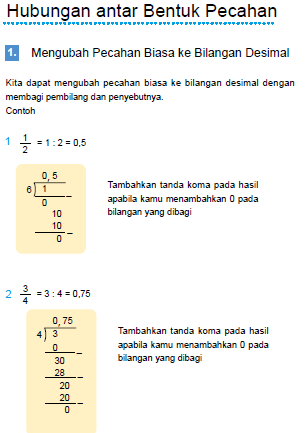 Hubungan antar Bentuk Pecahan
1. Mengubah Pecahan Biasa ke Bilangan Desimal
Kita dapat mengubah pecahan biasa ke bilangan desimal dengan
membagi pembilang dan penyebutnya.
Contoh
1 1/2 = 1 : 2 = 0,5
0, 5
6 1
0 –
10
10 –
0
Tambahkan tanda koma pada hasil
apabila kamu menambahkan 0 pada
bilangan yang dibagi
2 3/4 = 3 : 4 = 0,75
0, 75
4 3
0 –
30
28 –
20
20 –
0
Tambahkan tanda koma pada hasil
apabila kamu menambahkan 0 pada
bilangan yang dibagi